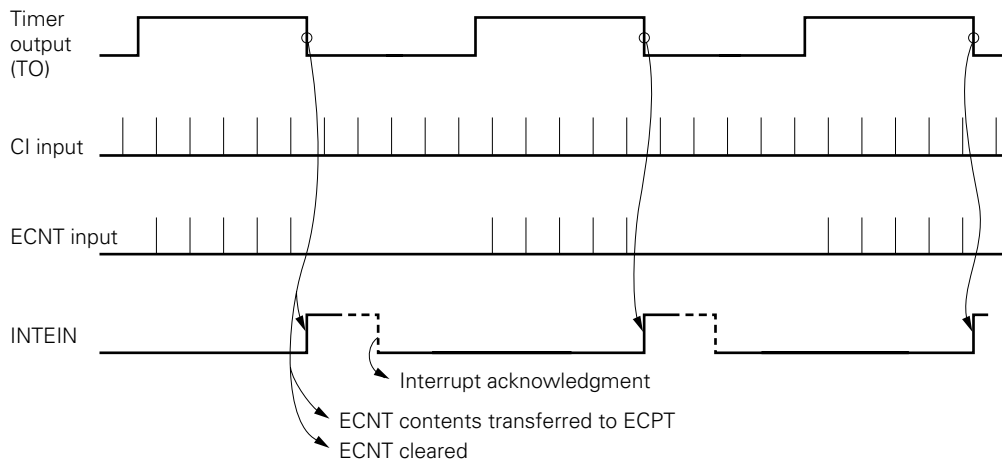 Timer
output
(TO)
CI input
ECNT input
INTEIN
Interrupt acknowledgment
ECNT contents transferred to ECPT
ECNT cleared